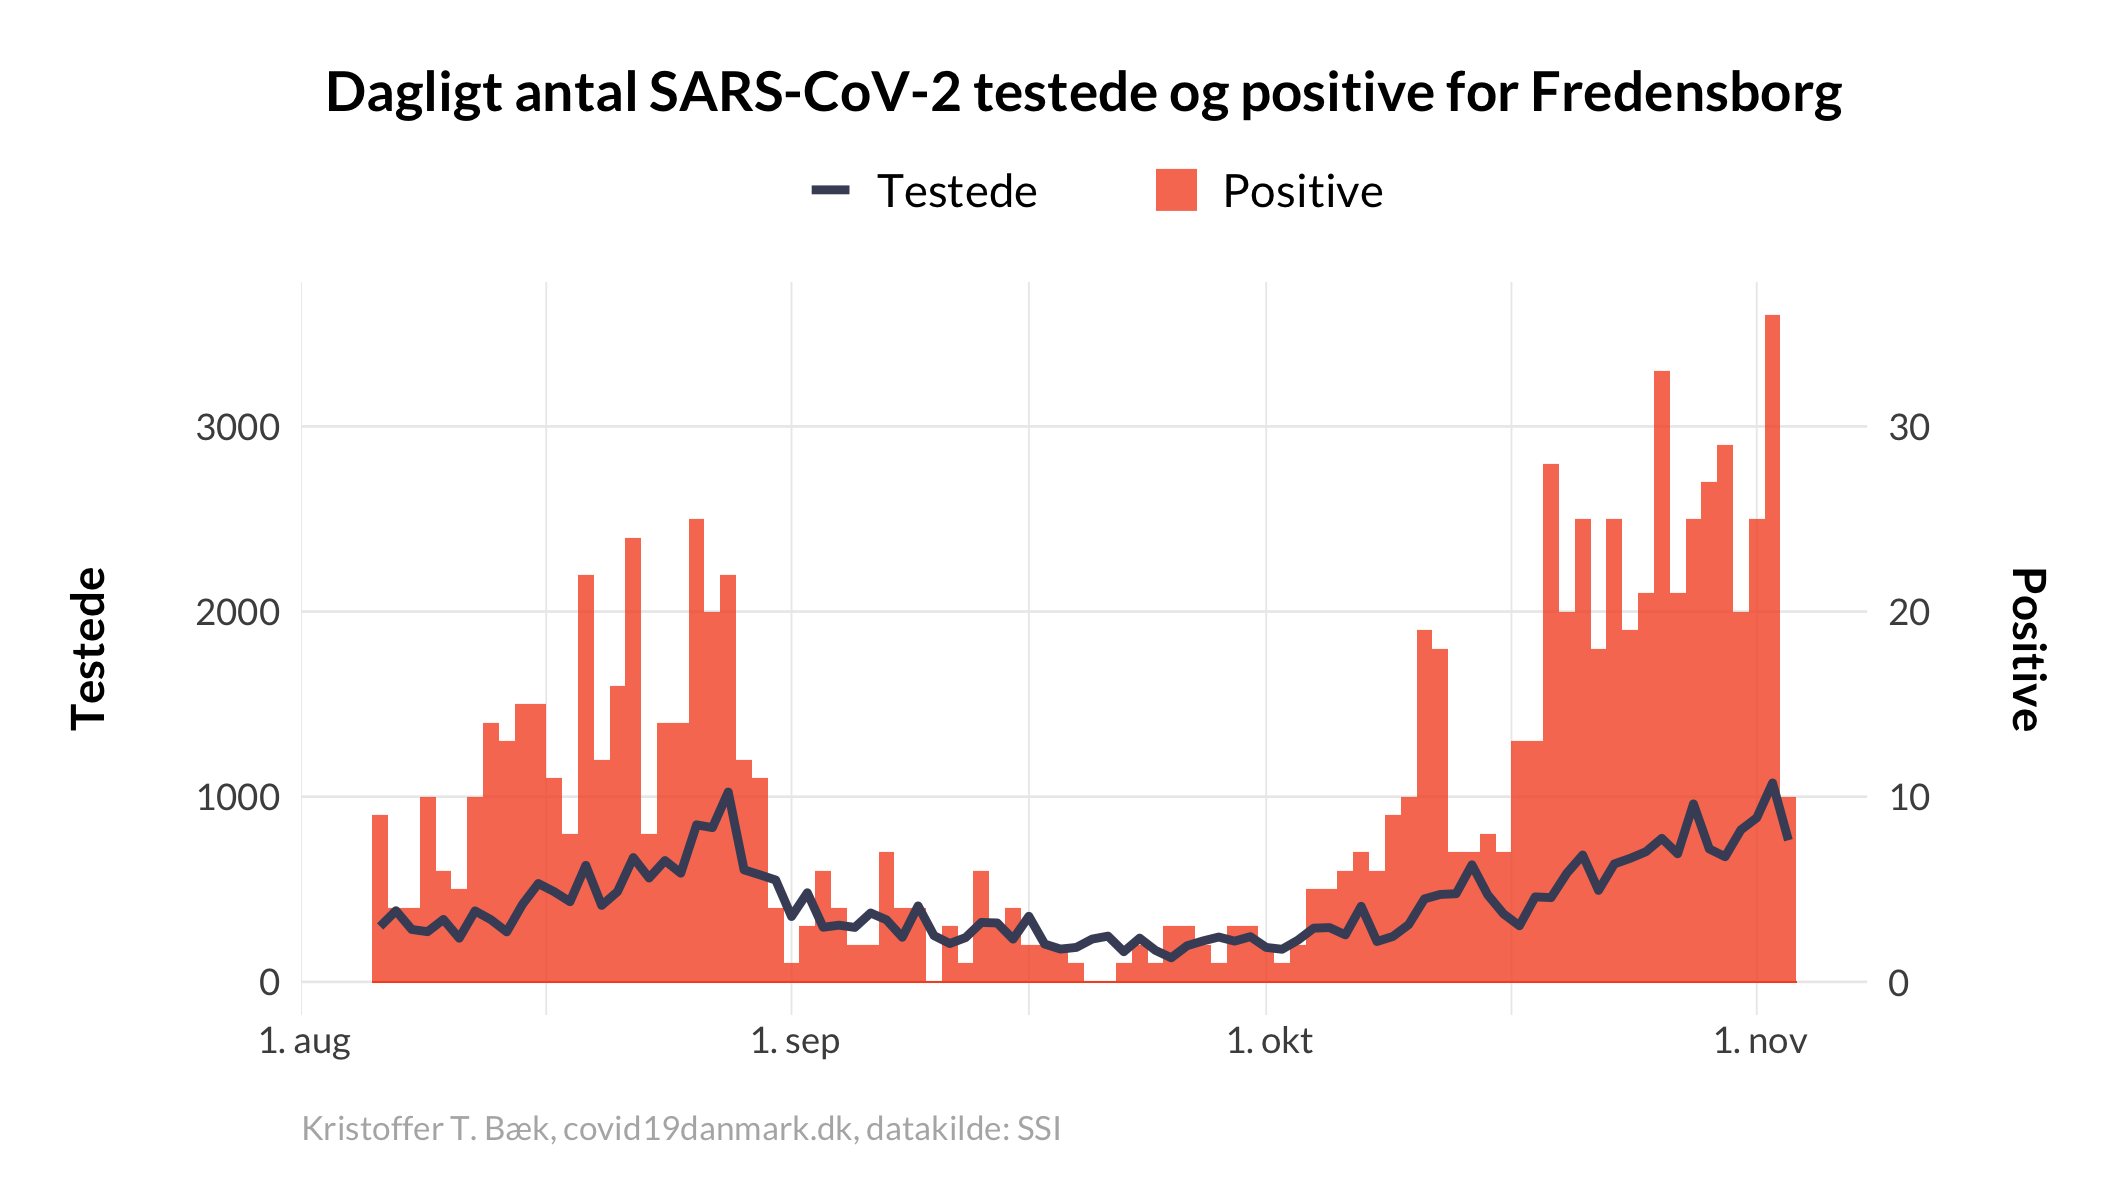 Dagligt antal SARS-CoV-2 testede og positive for Fredensborg
Testede
Positive
3000
2000
1000
0
30
20
10
0
Testede
Positive
1. aug
1. sep
1. okt
1. nov
Kristoffer T. Bæk, covid19danmark.dk, datakilde: SSI